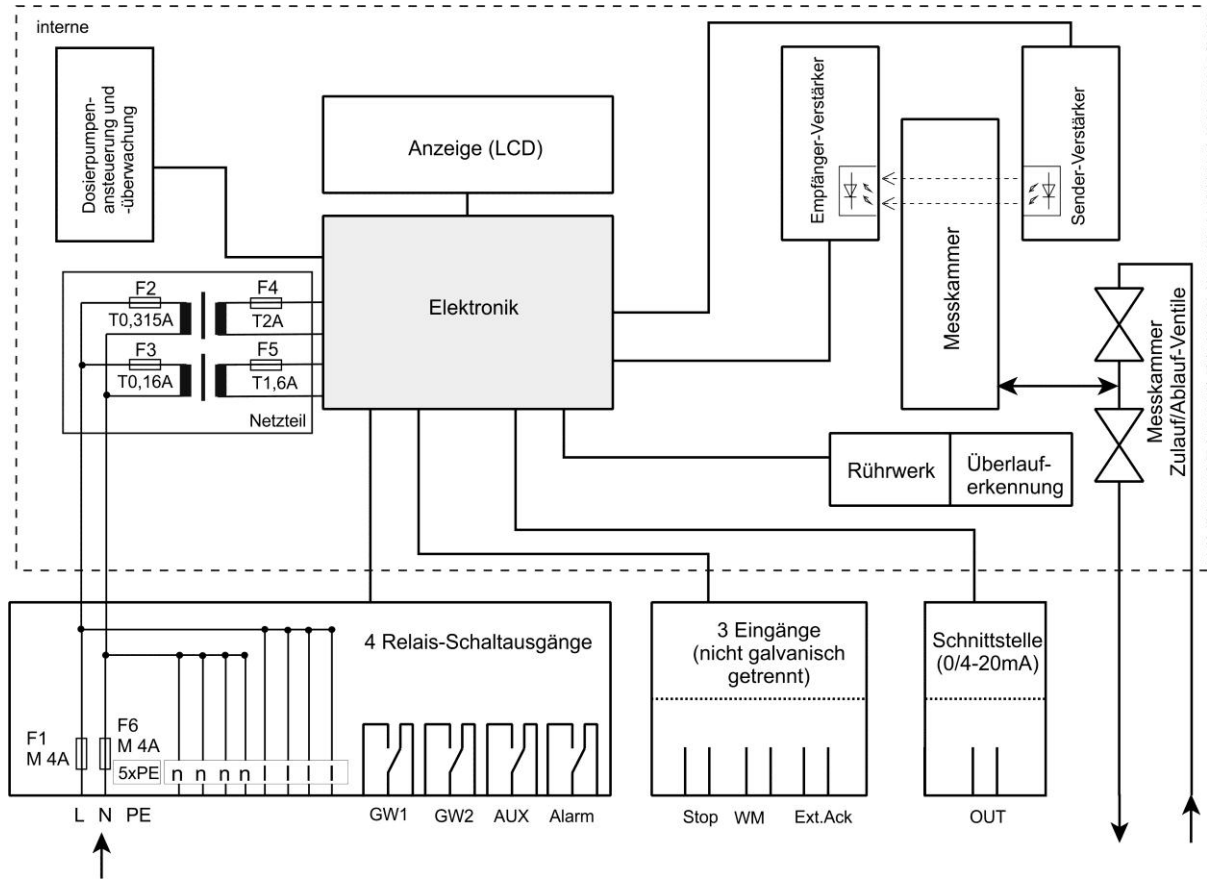 interne
Dosierpumpen-
ansteuerung und
-überwachung
Anzeige (LCD)
Empfänger-Verstärker
Messkammer
Sender-Verstärker
F2
T0,315A
F4
T2A
F3
T0,16A
F5
T1,6A
Netzteil
Elektronik
Messkammer
Zulauf/Ablauf-Ventile
Rührwerk
Überlauf-
erkennung
4 Relais-Schaltausgänge
3 Eingänge
(nicht galvanisch
getrennt)
Schnittstelle
(0/4-20mA)
F1
M 4A
F6
M 4A
5xPE
n n n n l l l l
L N PE
GW1 GW2 AUX Alarm
Stop WM Ext.Ack
OUT